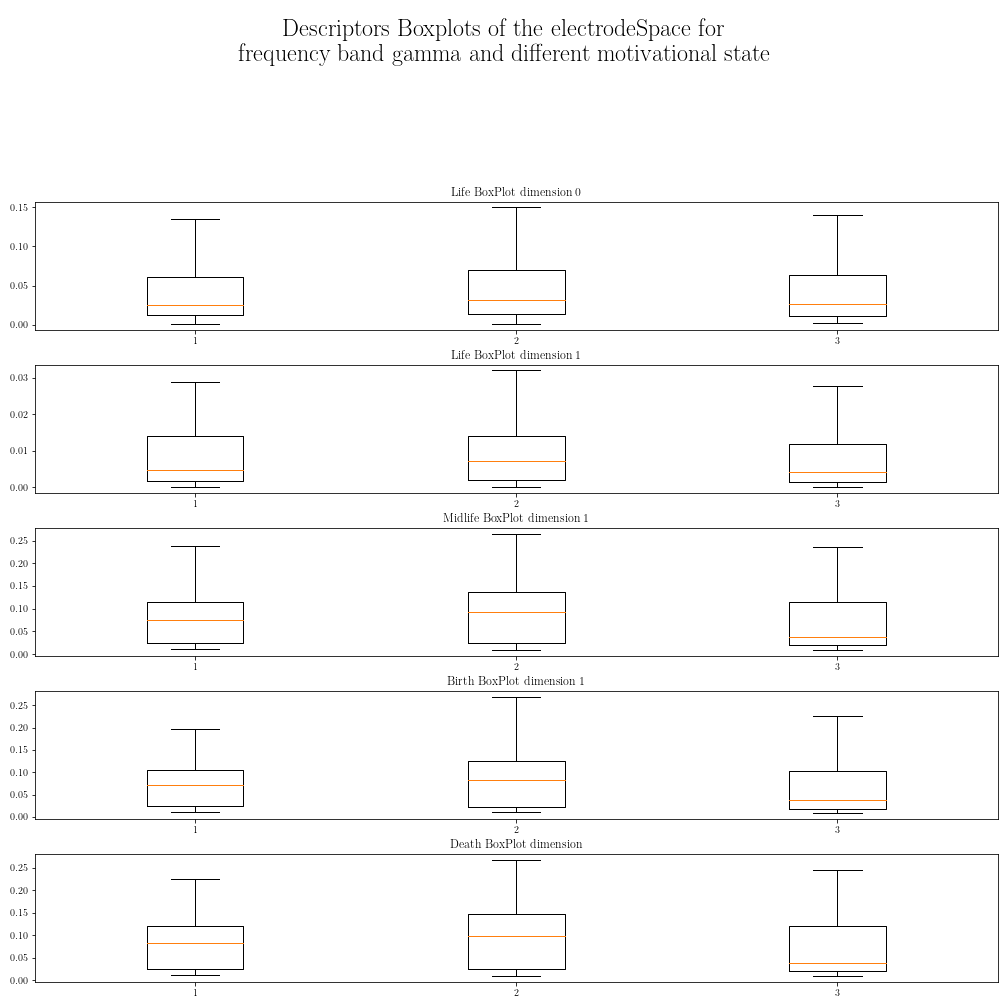 Descriptors Boxplots of the electrodeSpace for
frequency band gamma and different motivational state
Life BoxPlot dimension 0
0.15
0.10
0.05
0.00
1 2 3
Life BoxPlot dimension 1
0.03
0.02
0.01
0.00
1 2 3
Midlife BoxPlot dimension 1
0.25
0.20
0.15
0.10
0.05
0.00
1 2 3
Birth BoxPlot dimension 1
0.25
0.20
0.15
0.10
0.05
0.00
1 2 3
Death BoxPlot dimension
0.25
0.20
0.15
0.10
0.05
0.00
1 2 3